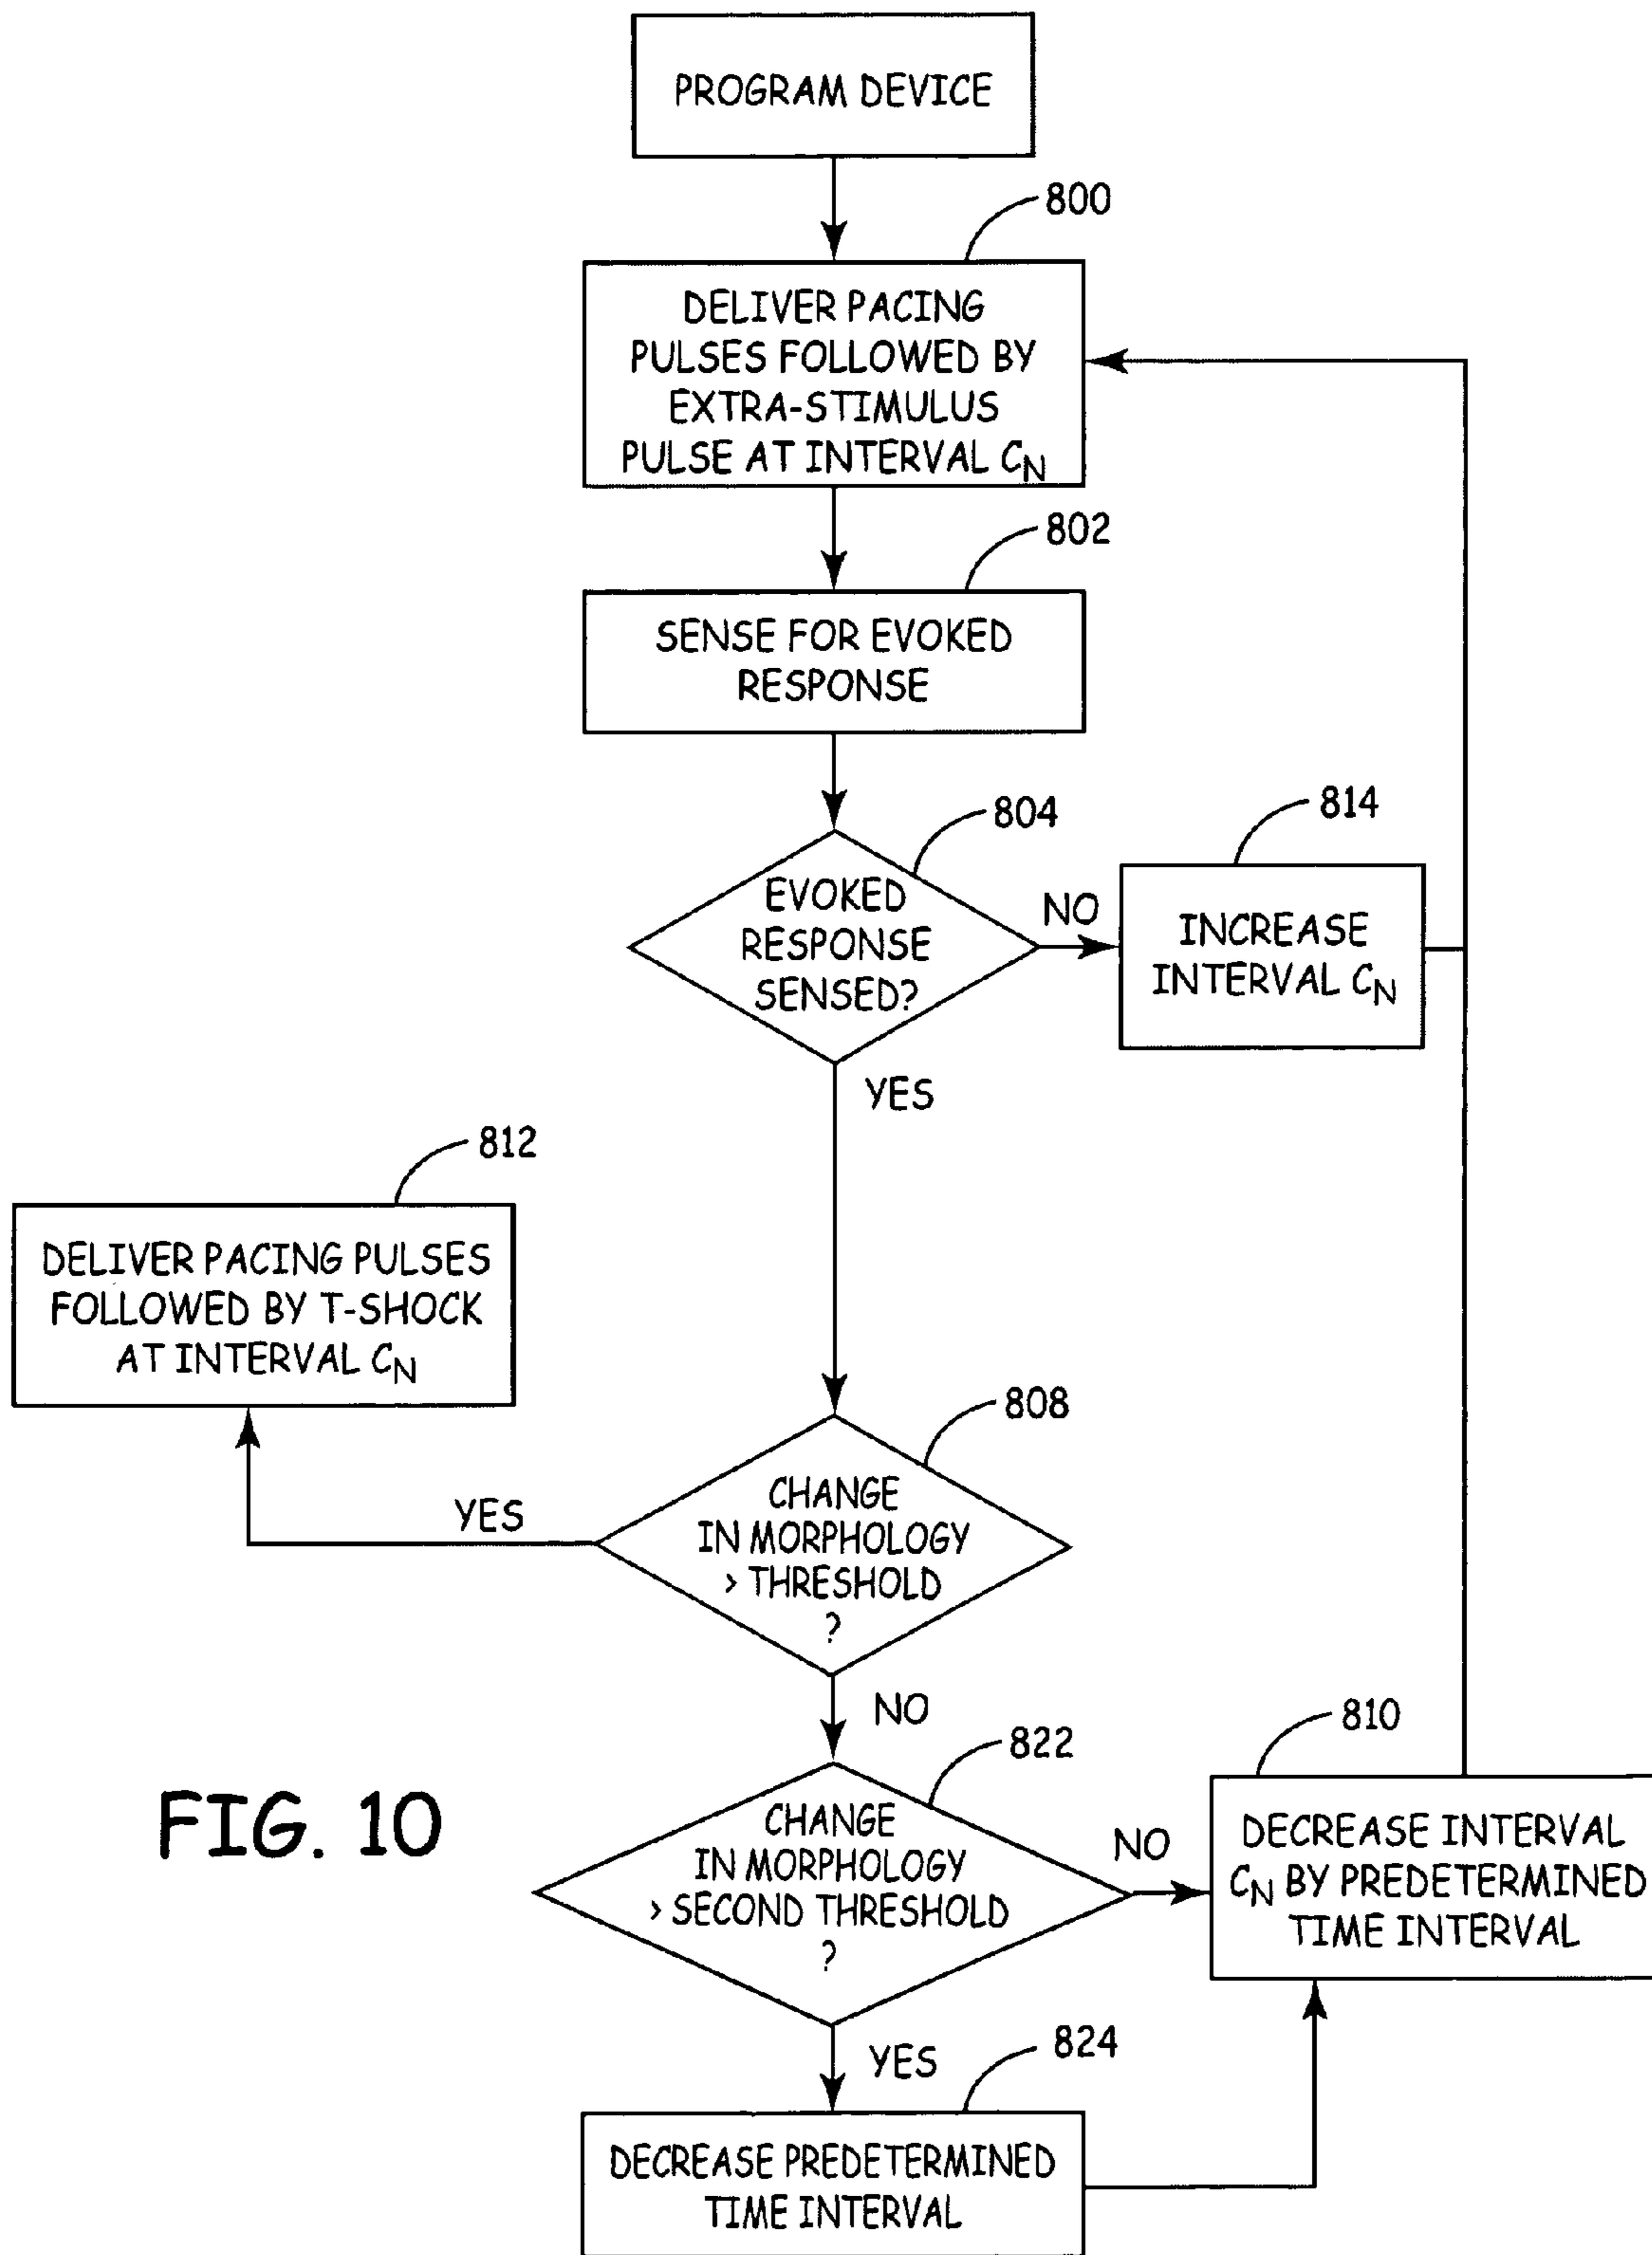 PROGRAM DEVICE
800
DELIVER PACING
PULSES FOLLOWED BY
EXTRA-STIMULUS
PULSE AT INTERVAL CN
802
SENSE FOR EVOKED
RESPONSE
804
EVOKED
RESPONSE
SENSED?
NO
814
INCREASE
INTERVAL CN
YES
812
DELIVER PACING PULSES
FOLLOWED BY T-SHOCK
AT INTERVAL CN
808
CHANGE
IN MORPHOLOGY
> THRESHOLD
?
YES
NO
822
CHANGE
IN MORPHOLOGY
> SECOND THRESHOLD
?
NO
810
DECREASE INTERVAL
CN BY PREDETERMINED
TIME INTERVAL
YES
824
DECREASE PREDETERMINED
TIME INTERVAL
FIG. 10